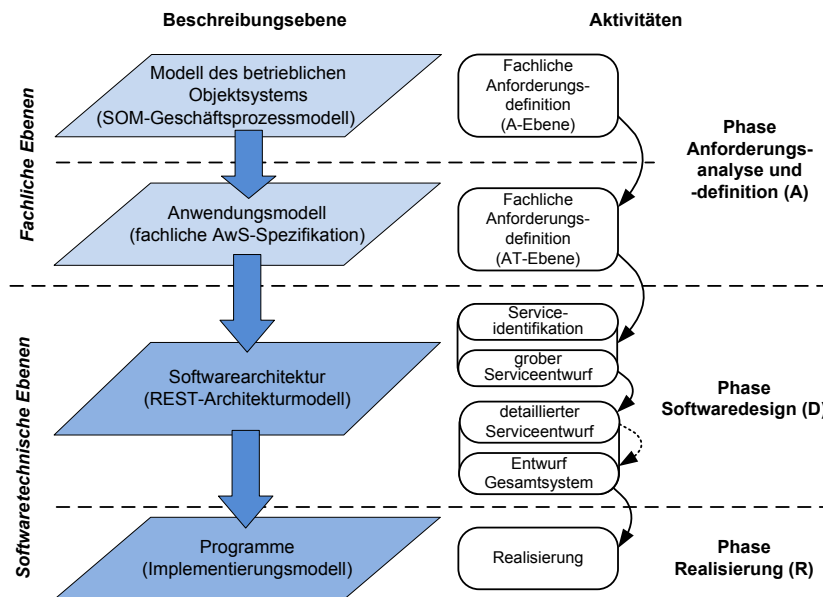 Beschreibungsebene
Aktivitäten
Fachliche Ebenen
Modell des betrieblichen
Objektsystems
(SOM-Geschäftsprozessmodell)
Fachliche
Anforderungs-
definition
(A-Ebene)
Phase
Anforderungs-
analyse und
-definition (A)
Anwendungsmodell
(fachliche AwS-Spezifikation)
Fachliche
Anforderungs-
definition
(AT-Ebene)
Softwaretechnische Ebenen
Softwarearchitektur
(REST-Architekturmodell)
Service-
identifikation
grober
Serviceentwurf
detaillierter
Serviceentwurf
Entwurf
Gesamtsystem
Phase
Softwaredesign (D)
Programme
(Implementierungsmodell)
Realisierung
Phase
Realisierung (R)